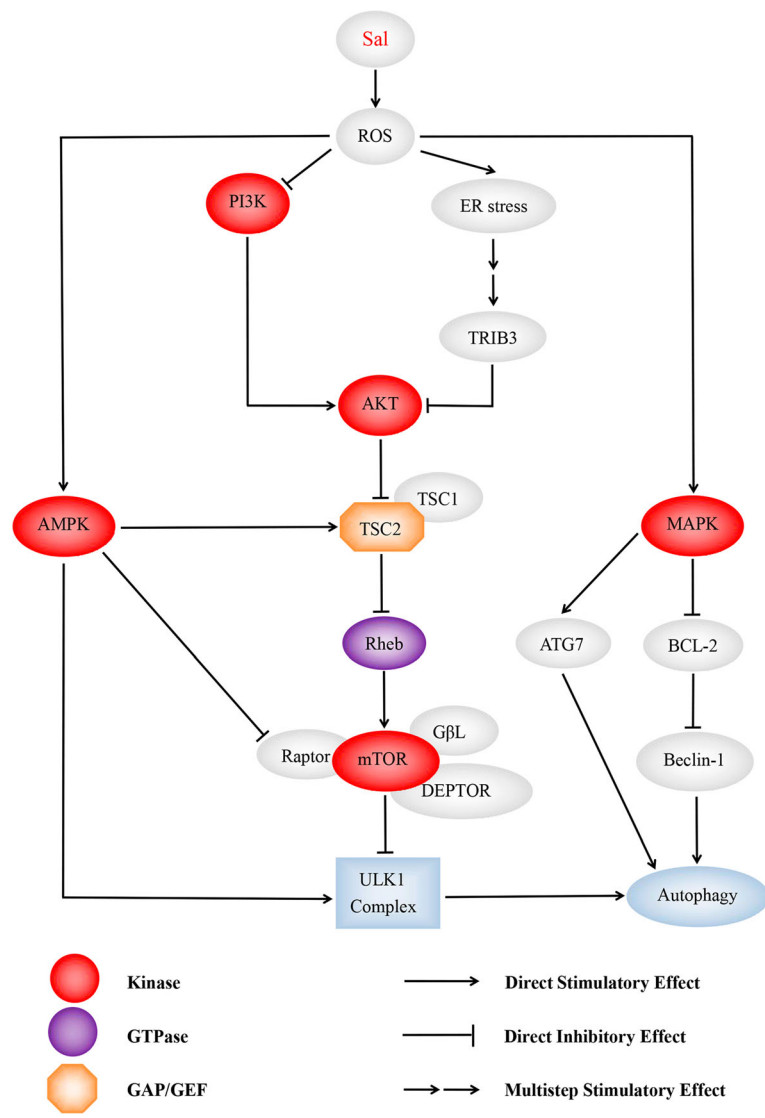 Sal
ROS
PI3K
ER stress
TRIB3
AKT
TSC1
AMPK
TSC2
MAPK
Rheb
ATG7
BCL-2
GβL
Raptor
mTOR
Beclin-1
DEPTOR
ULK1
Complex
Autophagy
Kinase
Direct Stimulatory Effect
GTPase
Direct Inhibitory Effect
GAP/GEF
Multistep Stimulatory Effect